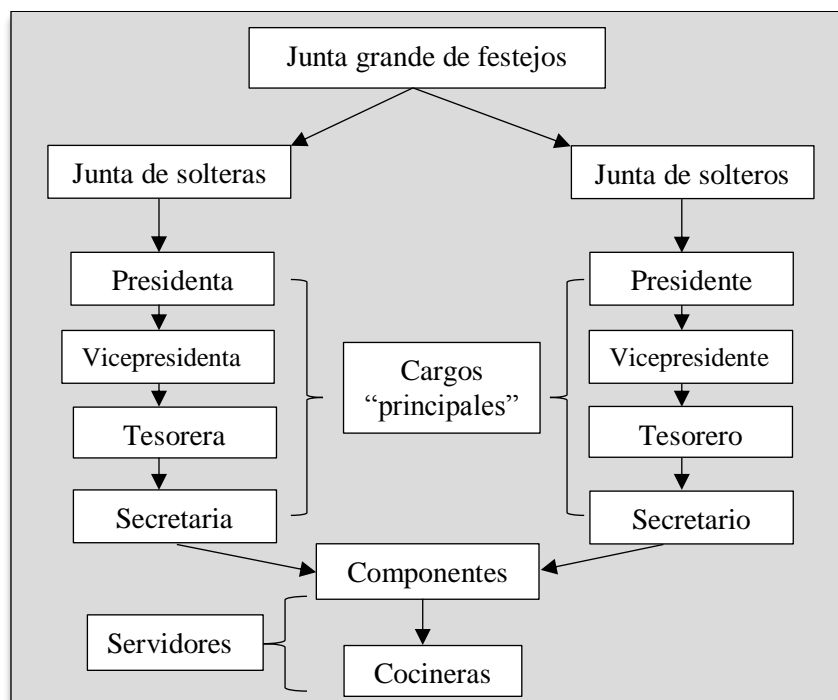 Junta grande de festejos
Junta de solteras
Junta de solteros
Presidenta
Presidente
Vicepresidenta
Vicepresidente
Cargos
“principales”
Tesorera
Tesorero
Secretaria
Secretario
Componentes
Servidores
Cocineras